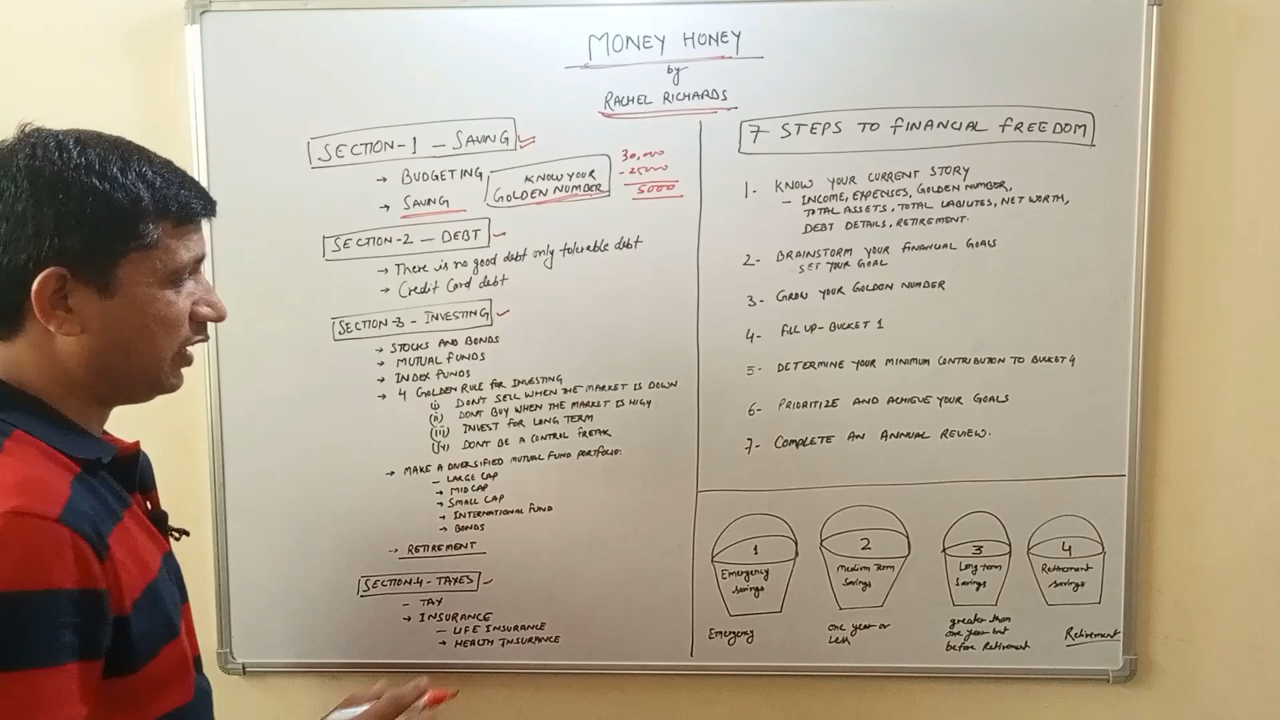 MONEY HONEY
by
RACHEL RICHARDS
SECTION-1 - SAVING
→ BUDGETING
→ SAVING
KNOW YOUR
GOLDEN NUMBER
30,000
- 25000
5000
SECTION-2 - DEBT
→ There is no good debt only tolerable debt
→ Credit Card debt
SECTION-3 - INVESTING
→ STOCKS AND BONDS
→ MUTUAL FUNDS
→ INDEX FUNDS
→ 4 GOLDEN RULE FOR INVESTING
(i) DON'T SELL WHEN THE MARKET IS DOWN
(ii) DONT BUY WHEN THE MARKET IS HIGY
(iii) INVEST FOR LONG TERM
(iv) DONT BE A CONTROL FREAK
→ MAKE A DIVERSIFIED MUTUAL FUND PORTFOLIO:
- LARGE CAP
→ MIDCAP
→ SMALL CAP
→ INTERNATIONAL FUND
→ BONDS
→ RETIREMENT
SECTION-4 - TAXES
- TAX
→ INSURANCE
- LIFE INSURANCE
→ HEALTH INSURANCE
7 STEPS TO FINANCIAL FREEDOM
1- KNOW YOUR CURRENT STORY
- INCOME, EXPENSES, GOLDEN NUMBER,
TOTAL ASSETS, TOTAL LABILITES, NET WORTH,
DEBT DETAILS, RETIREMENT.
2- BRAINSTORM YOUR FINANCIAL GOALS
SET YOUR GOAL
3- GROW YOUR GOLDEN NUMBER
4- FILL UP- BUCKET 1
5- DETERMINE YOUR MINIMUM CONTRIBUTION TO BUCKET 4
6- PRIORITIZE AND ACHIEVE YOUR GOALS
7- COMPLETE AN ANNUAL REVIEW.
1
Emergency
Savings
Emergency
2
Medium Term
Savings
one year or
Less
3
Long term
Savings
greater than
one year but
before Retirement
4
Retirement
Savings
Retirement